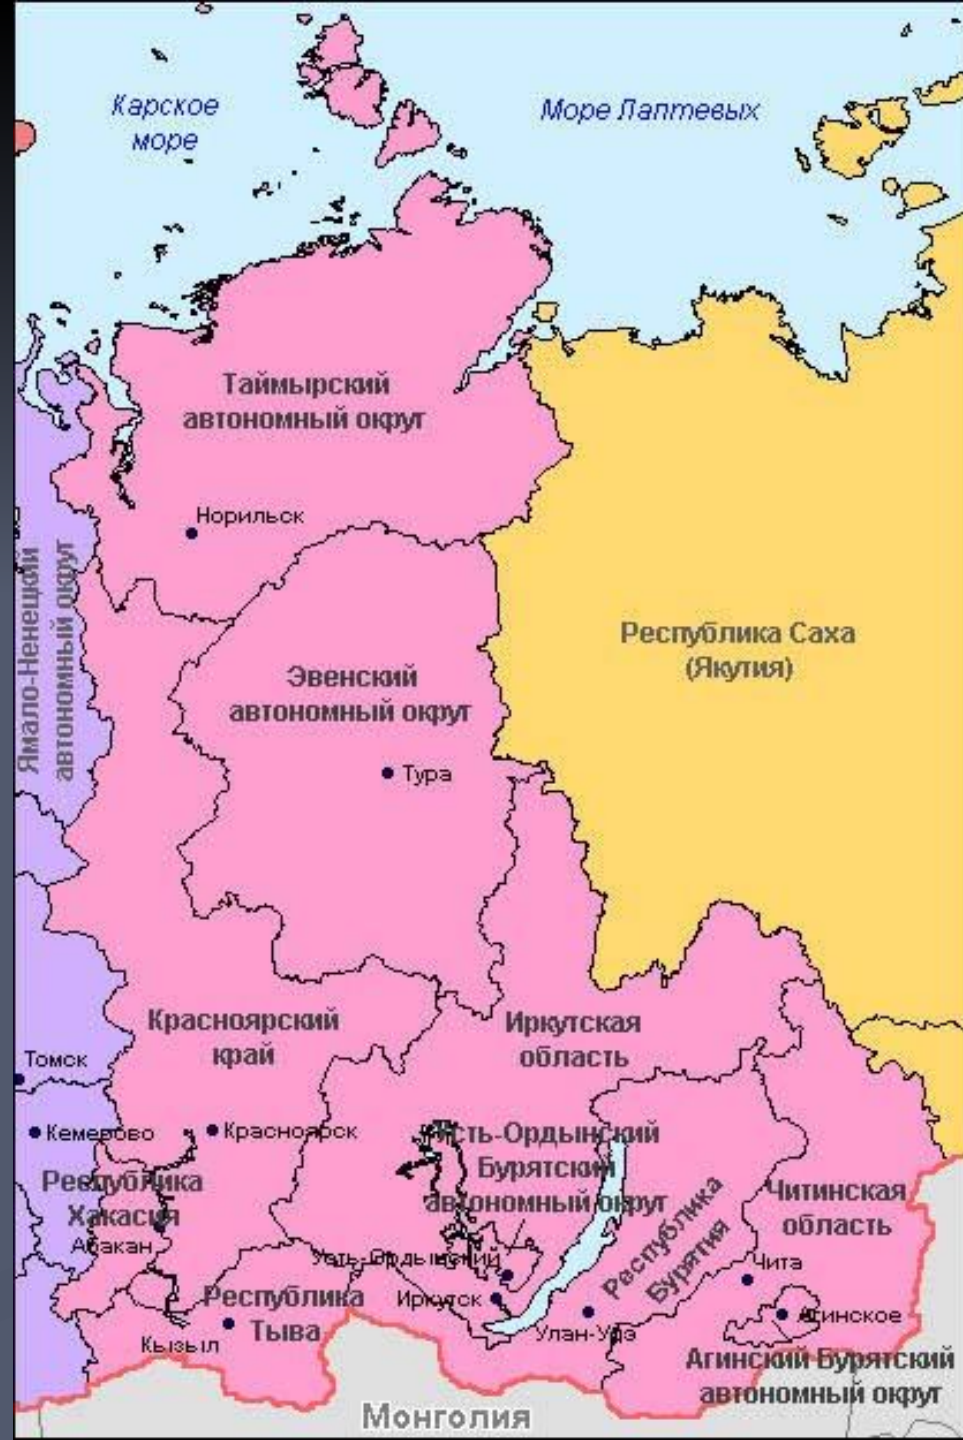 Карское
море
Море Лаптевых
Таймырский
автономный округ
Норильск
Ямало-Ненецкий
автономный округ
Республика Саха
(Якутия)
Эвенский
автономный округ
Тура
Красноярский
край
Иркутская
область
Томск
Кемерово
Красноярск
Усть-Ордынский
Бурятский
автономный округ
Республика
Хакасия
Абакан
Республика
Бурятия
Читинская
область
Усть-Ордынский
Чита
Республика
Тыва
Иркутск
Улан-Удэ
Агинское
Кызыл
Агинский Бурятский
автономный округ
Монголия